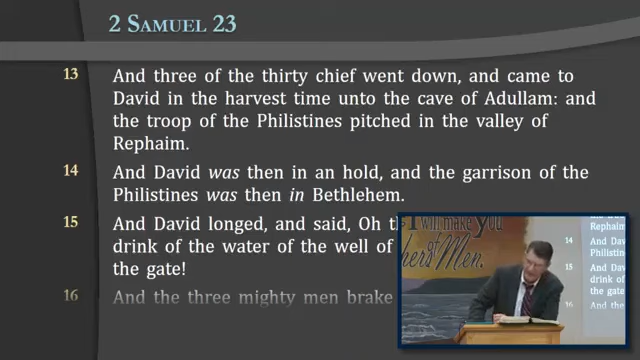 2 SAMUEL 23
13 And three of the thirty chief went down, and came to
David in the harvest time unto the cave of Adullam: and
the troop of the Philistines pitched in the valley of
Rephaim.
14 And David was then in an hold, and the garrison of the
Philistines was then in Bethlehem.
15 And David longed, and said, Oh
drink of the water of the well of
the gate!
16 And the three mighty men brake
I will make You
of
Men.
Rephaim
14 And Davi
Philistine
15 And Davi
drink of
the gate!
16 And the